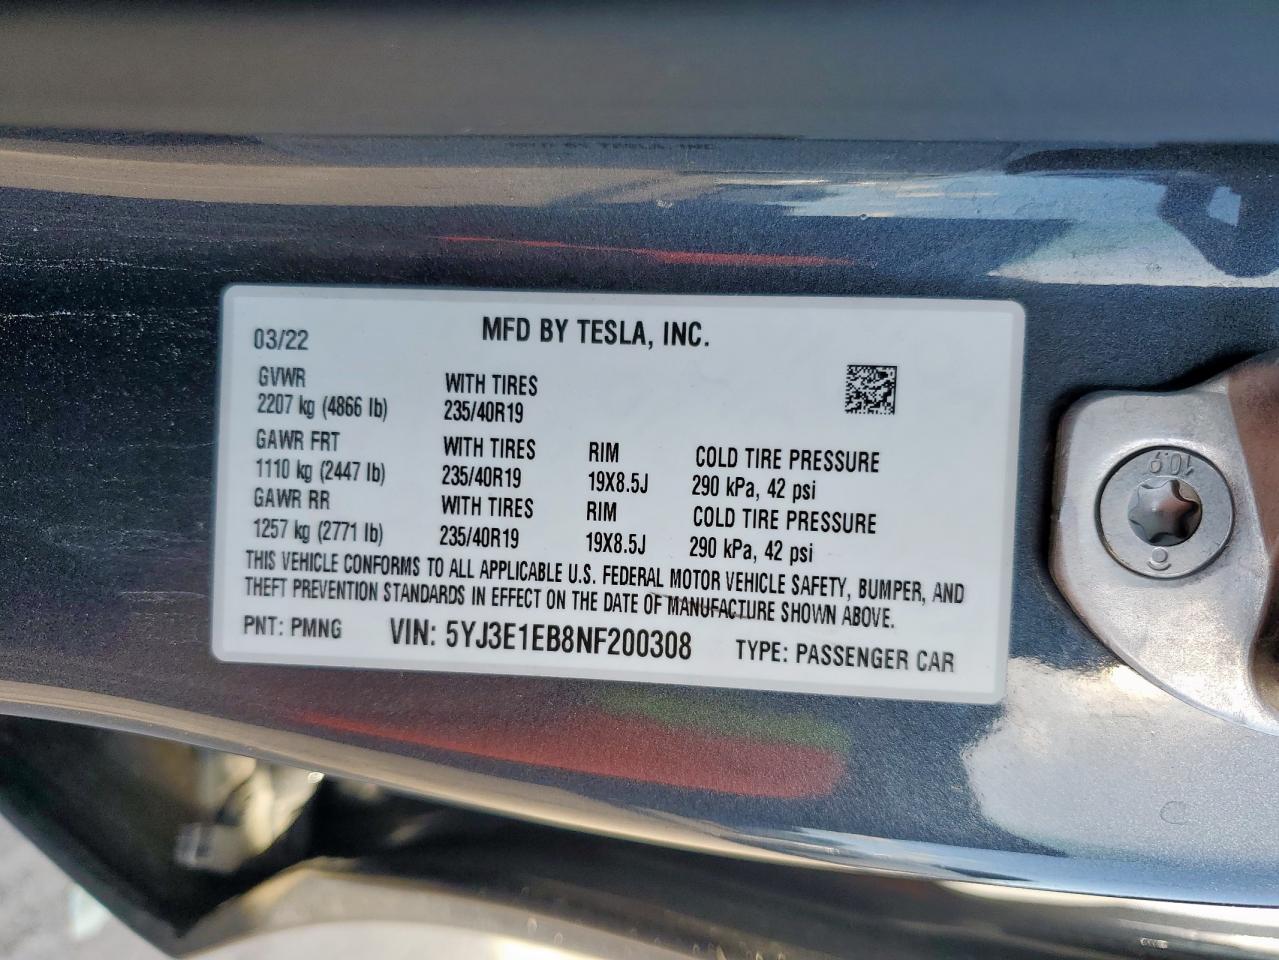 03/22 MFD BY TESLA, INC.
GVWR WITH TIRES
2207 kg (4866 lb) 235/40R19
GAWR FRT WITH TIRES RIM COLD TIRE PRESSURE
1110 kg (2447 lb) 235/40R19 19X8.5J 290 kPa, 42 psi
GAWR RR WITH TIRES RIM COLD TIRE PRESSURE
1257 kg (2771 lb) 235/40R19 19X8.5J 290 kPa, 42 psi
THIS VEHICLE CONFORMS TO ALL APPLICABLE U.S. FEDERAL MOTOR VEHICLE SAFETY, BUMPER, AND
THEFT PREVENTION STANDARDS IN EFFECT ON THE DATE OF MANUFACTURE SHOWN ABOVE.
PNT: PMNG VIN: 5YJ3E1EB8NF200308 TYPE: PASSENGER CAR
10.9